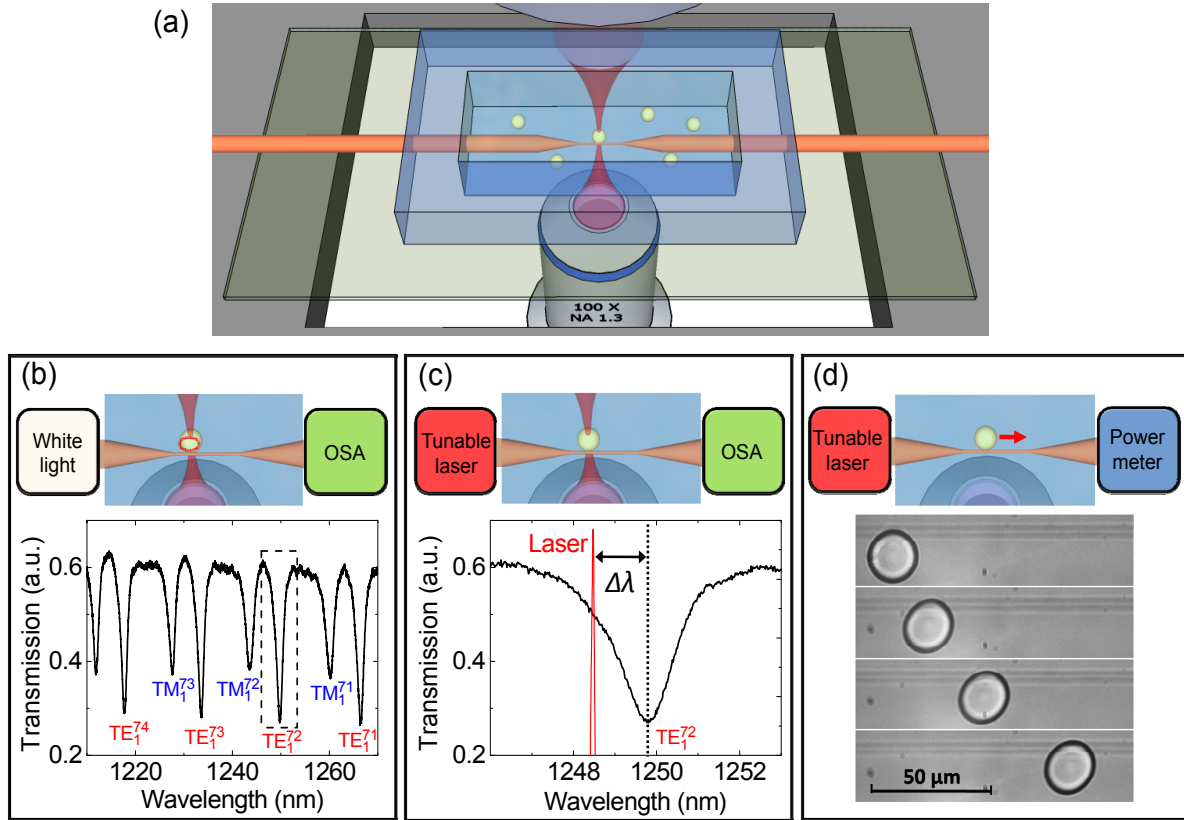 (a)
100 X
NA 1.3
(b)
White
light
OSA
Transmission (a.u.)
0.6
0.4
0.2
TE₁⁷⁴
TM₁⁷³
TE₁⁷³
TM₁⁷²
TE₁⁷²
TM₁⁷¹
TE₁⁷¹
1220 1240 1260
Wavelength (nm)
(c)
Tunable
laser
OSA
Transmission (a.u.)
0.6
0.4
0.2
Laser
Δλ
TE₁⁷²
1248 1250 1252
Wavelength (nm)
(d)
Tunable
laser
Power
meter
50 µm